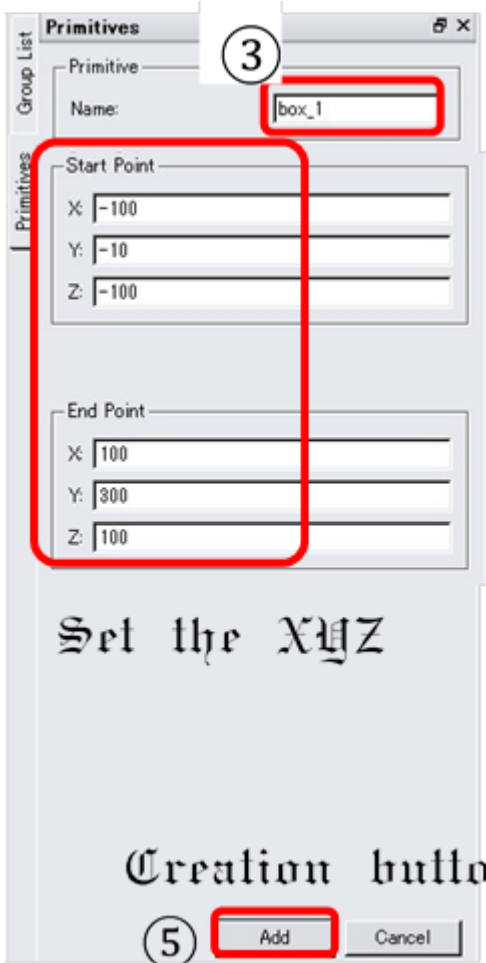 Primitives
Group List
Primitives
③
Primitive
Name: box_1
Start Point
X: -100
Y: -10
Z: -100
End Point
X: 100
Y: 300
Z: 100
Set the XYZ
Creation butto
⑤ Add Cancel